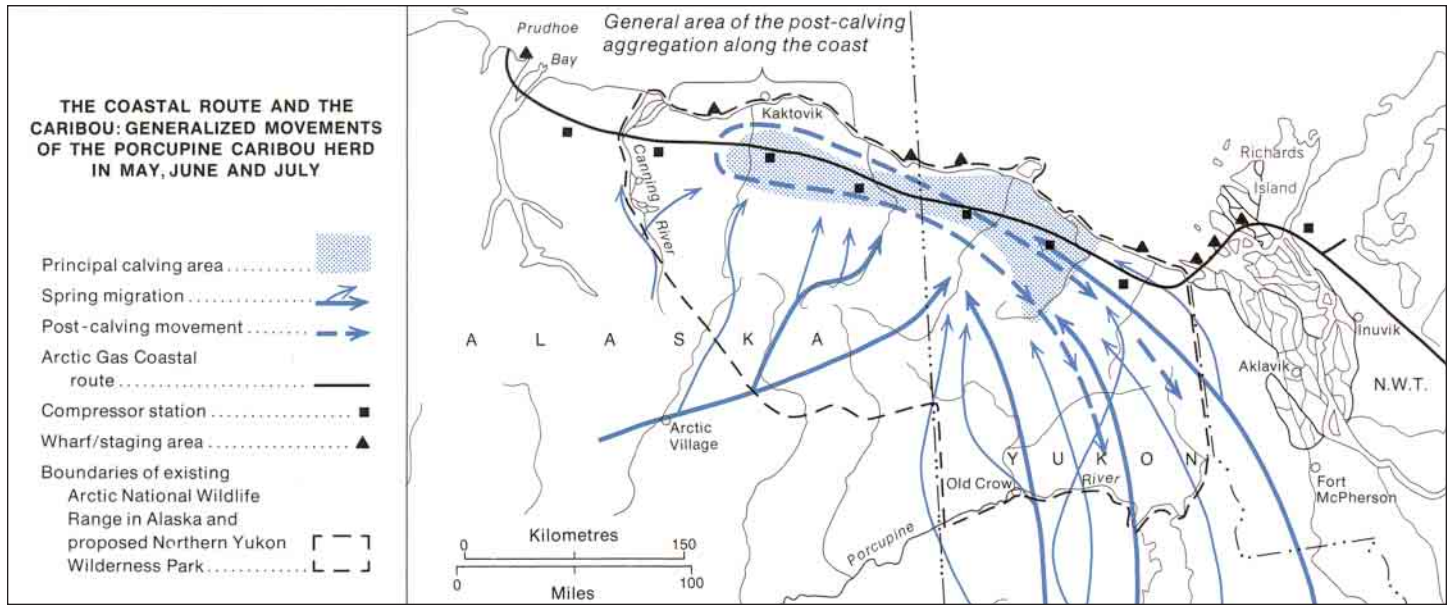 THE COASTAL ROUTE AND THE
CARIBOU: GENERALIZED MOVEMENTS
OF THE PORCUPINE CARIBOU HERD
IN MAY, JUNE AND JULY
Principal calving area
Spring migration
Post-calving movement
Arctic Gas Coastal
route
Compressor station
Wharf/staging area
Boundaries of existing
Arctic National Wildlife
Range in Alaska and
proposed Northern Yukon
Wilderness Park
Prudhoe
Bay
General area of the post-calving
aggregation along the coast
Kaktovik
Canning
River
Richards
Island
ALASKA
Inuvik
Aklavik
N.W.T.
Arctic
Village
YUKON
Old Crow
River
Fort
McPherson
Porcupine
Kilometres
0 150
0 100
Miles